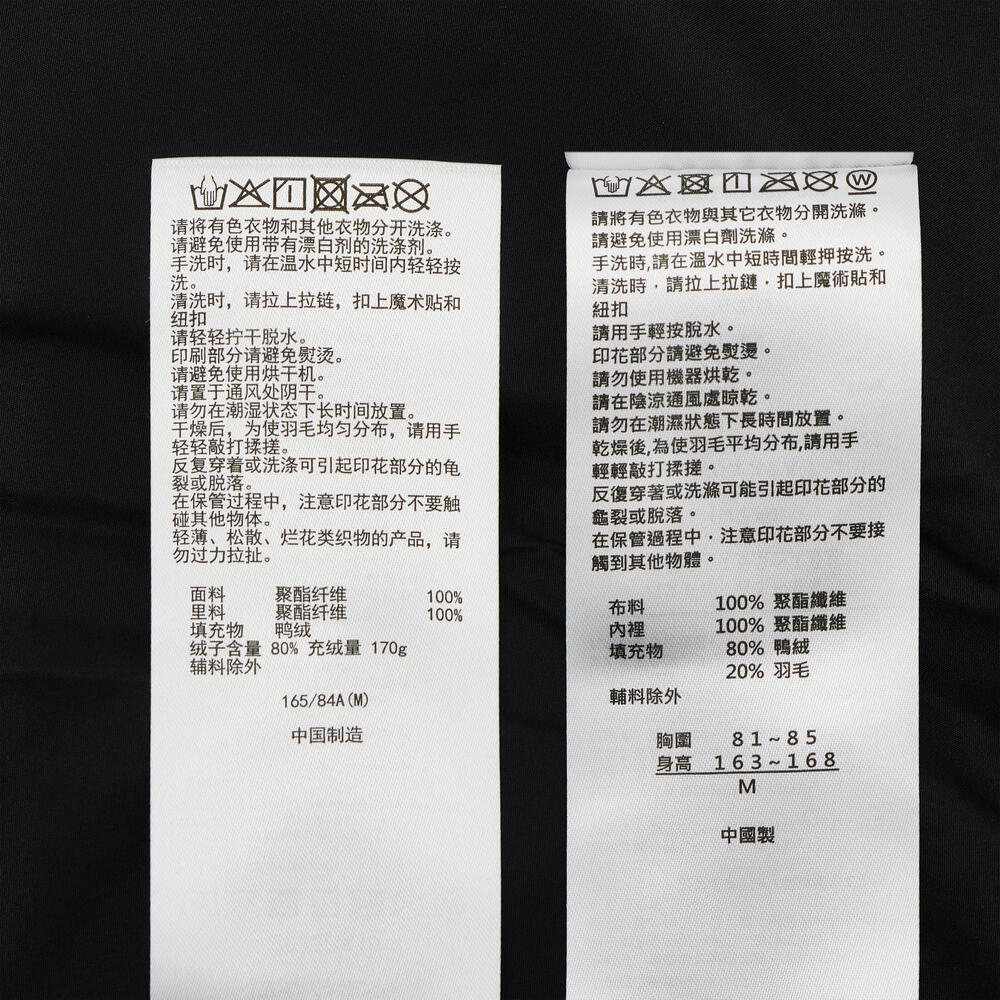 请将有色衣物和其他衣物分开洗涤。
请避免使用带有漂白剂的洗涤剂。
手洗时，请在温水中短时间内轻轻按
洗。
清洗时，请拉上拉链，扣上魔术贴和
纽扣
请轻轻拧干脱水。
印刷部分请避免熨烫。
请避免使用烘干机。
请置于通风处阴干。
请勿在潮湿状态下长时间放置。
干燥后，为使羽毛均匀分布，请用手
轻轻敲打揉搓。
反复穿着或洗涤可引起印花部分的龟
裂或脱落。
在保管过程中，注意印花部分不要触
碰其他物体。
轻薄、松散、烂花类织物的产品，请
勿过力拉扯。
面料 聚酯纤维 100%
里料 聚酯纤维 100%
填充物 鸭绒
绒子含量 80% 充绒量 170g
辅料除外
165/84A(M)
中国制造
W
請將有色衣物與其它衣物分開洗滌。
請避免使用漂白劑洗滌。
手洗時,請在溫水中短時間輕押按洗。
清洗時，請拉上拉鏈，扣上魔術貼和
紐扣
請用手輕按脫水。
印花部分請避免熨燙。
請勿使用機器烘乾。
請在陰涼通風處晾乾。
請勿在潮濕狀態下長時間放置。
乾燥後,為使羽毛平均分布,請用手
輕輕敲打揉搓。
反復穿著或洗滌可能引起印花部分的
龜裂或脫落。
在保管過程中，注意印花部分不要接
觸到其他物體。
布料 100% 聚酯纖維
內裡 100% 聚酯纖維
填充物 80% 鴨絨
20% 羽毛
輔料除外
胸圍 81~85
身高 163~168
M
中國製